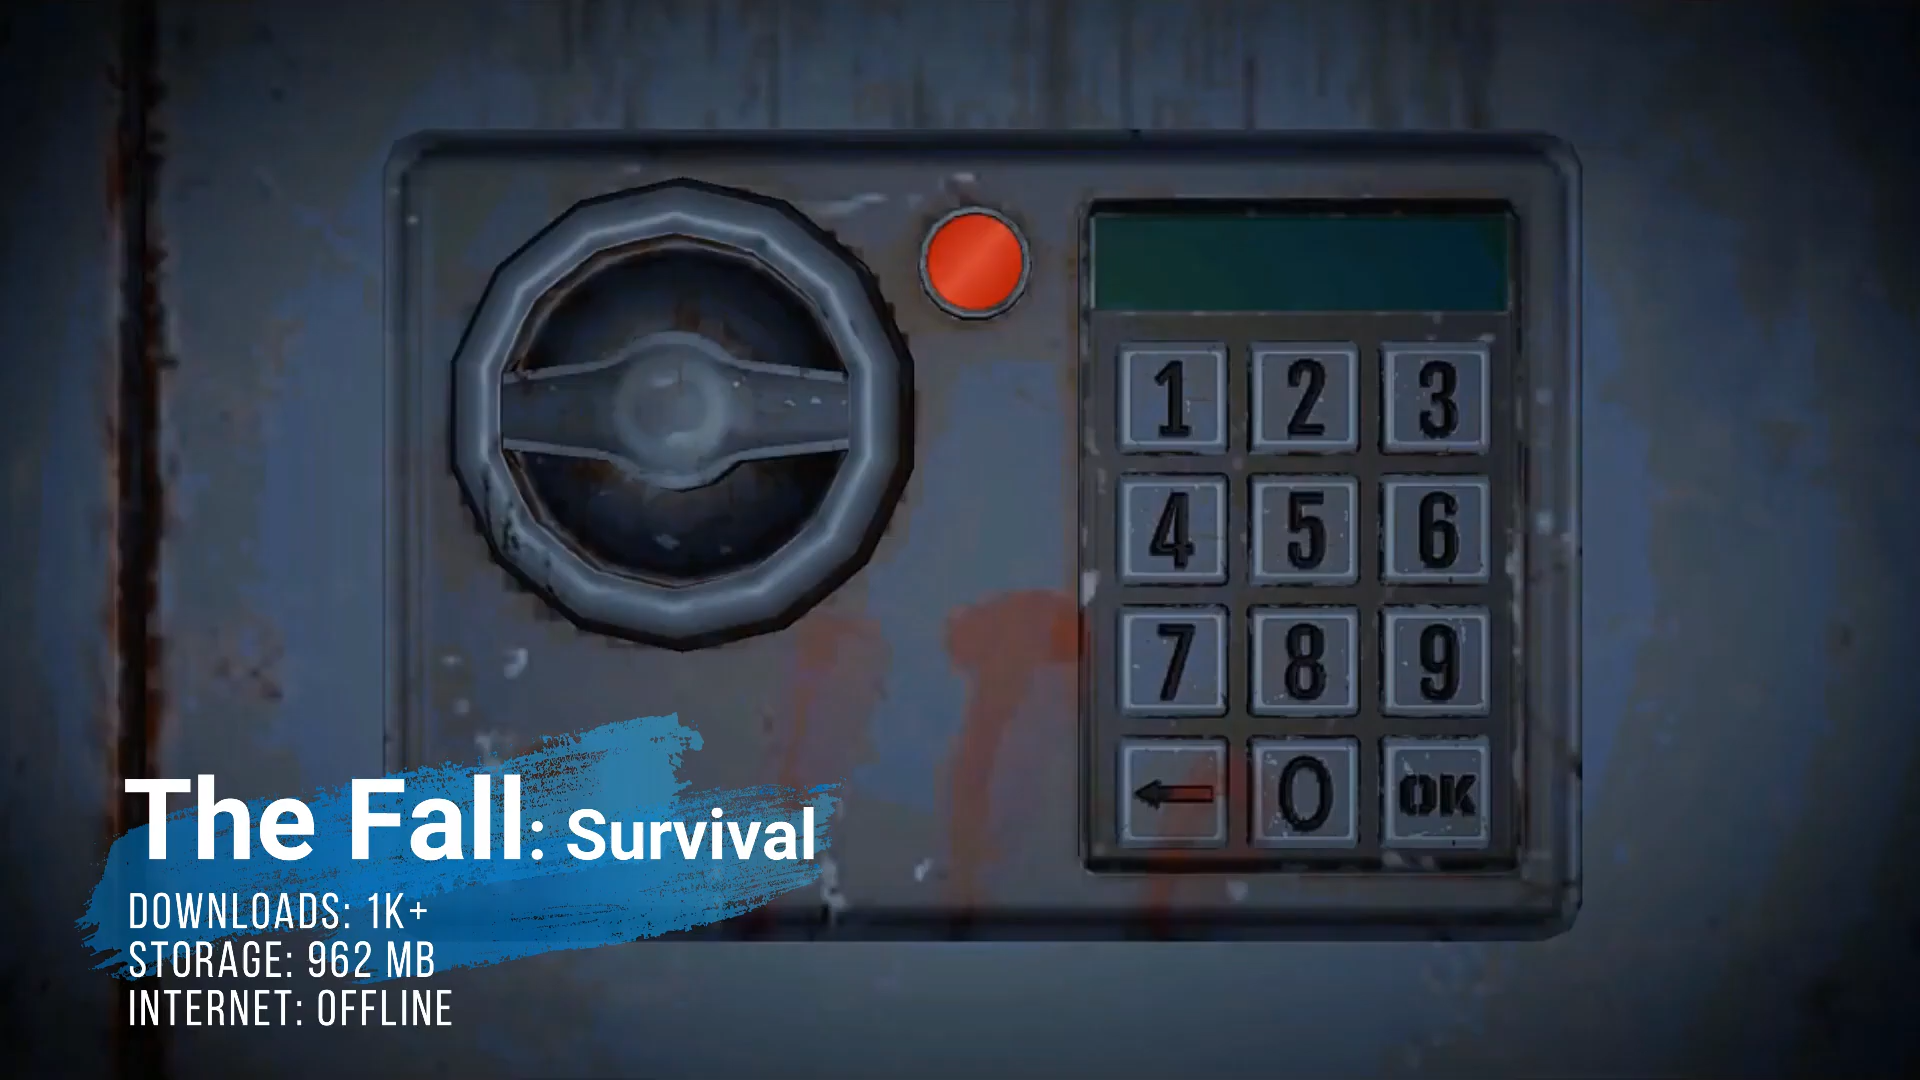 1 2 3
4 5 6
7 8 9
0 OK
The Fall: Survival
DOWNLOADS: 1K+
STORAGE: 962 MB
INTERNET: OFFLINE